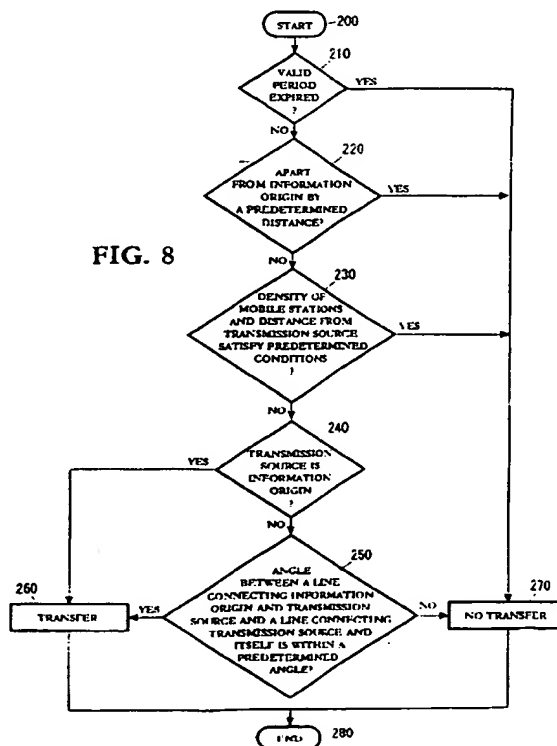 START
200
210
VALID
PERIOD
EXPIRED
?
YES
NO
220
APART
FROM INFORMATION
ORIGIN BY
A PREDETERMINED
DISTANCE?
YES
NO
FIG. 8
230
DENSITY OF
MOBILE STATIONS
AND DISTANCE FROM
TRANSMISSION SOURCE
SATISFY PREDETERMINED
CONDITIONS
?
YES
NO
240
TRANSMISSION
SOURCE IS
INFORMATION
ORIGIN
?
YES
NO
250
ANGLE
BETWEEN A LINE
CONNECTING INFORMATION
ORIGIN AND TRANSMISSION
SOURCE AND A LINE CONNECTING
TRANSMISSION SOURCE AND
ITSELF IS WITHIN A
PREDETERMINED
ANGLE?
YES
NO
260
TRANSFER
270
NO TRANSFER
END
280